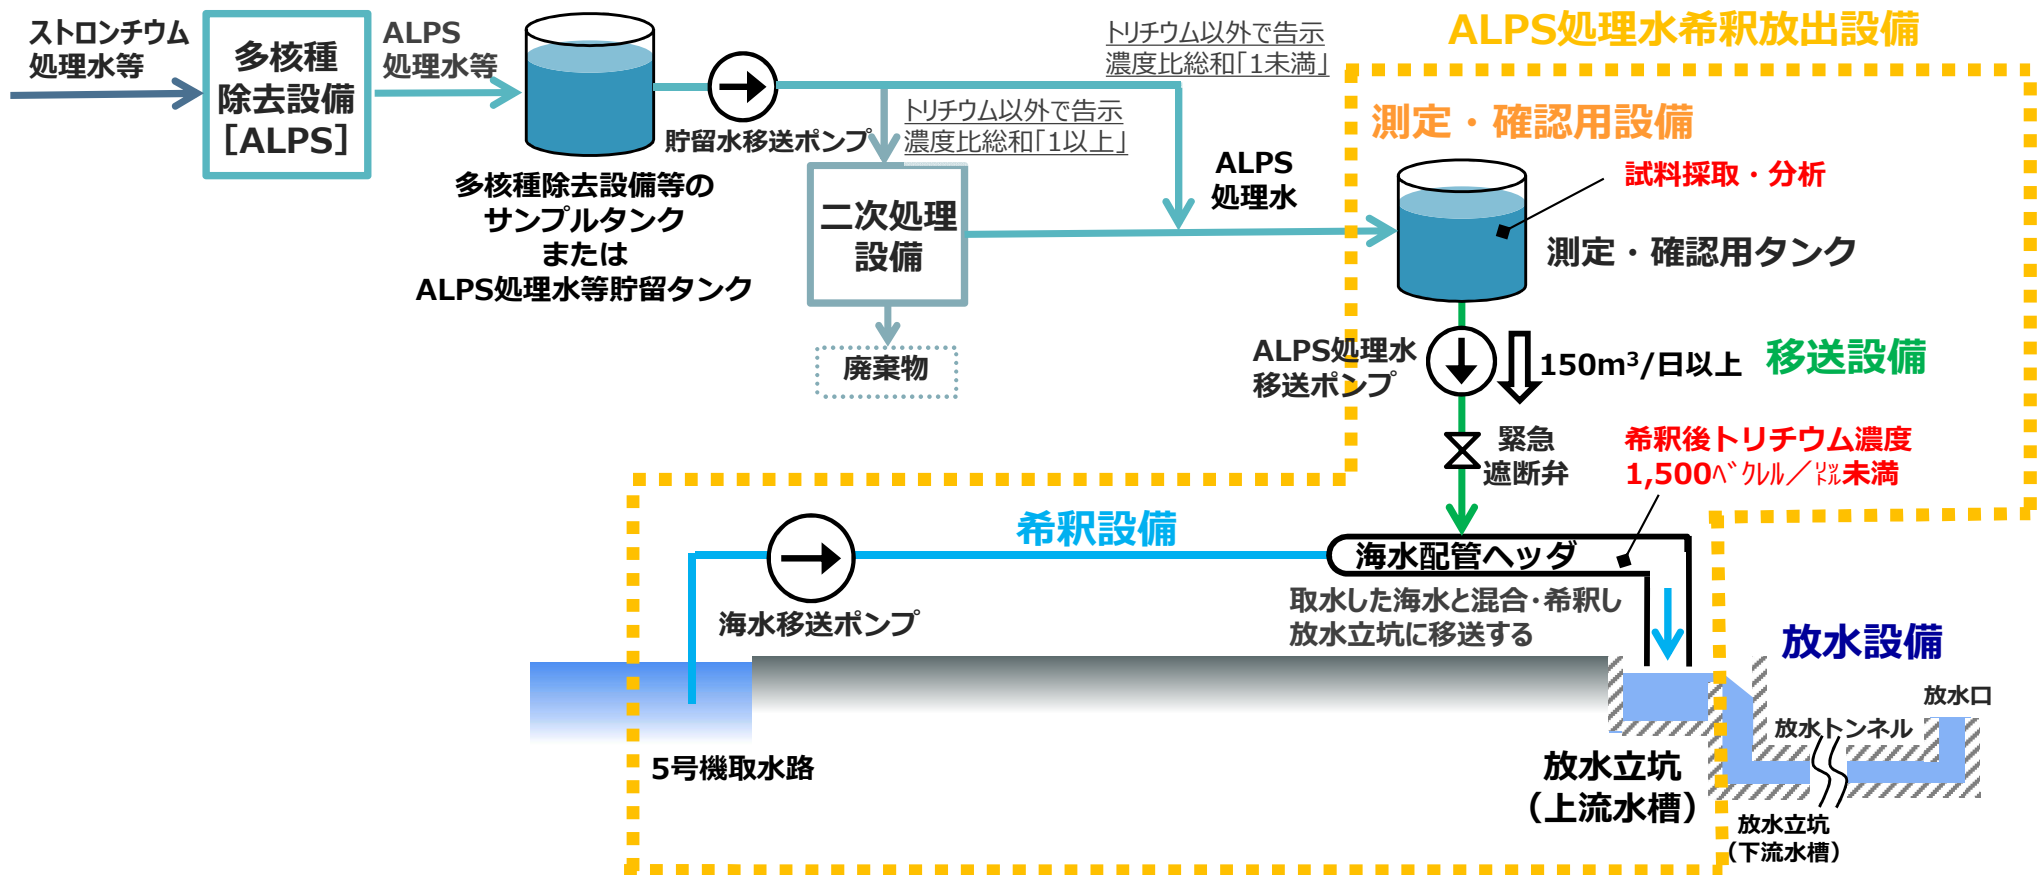 ストロンチウム
処理水等
多核種
除去設備
［ALPS］
ALPS
処理水等
貯留水移送ポンプ
多核種除去設備等の
サンプルタンク
または
ALPS処理水等貯留タンク
トリチウム以外で告示
濃度比総和「1未満」
トリチウム以外で告示
濃度比総和「1以上」
二次処理
設備
廃棄物
ALPS
処理水
ALPS処理水希釈放出設備
測定・確認用設備
試料採取・分析
測定・確認用タンク
ALPS処理水
移送ポンプ
150m³/日以上
移送設備
緊急
遮断弁
希釈後トリチウム濃度
1,500ﾍﾞｸﾚﾙ／㍑未満
希釈設備
海水移送ポンプ
海水配管ヘッダ
取水した海水と混合・希釈し
放水立坑に移送する
5号機取水路
放水立坑
（上流水槽）
放水設備
放水口
放水トンネル
放水立坑
（下流水槽）